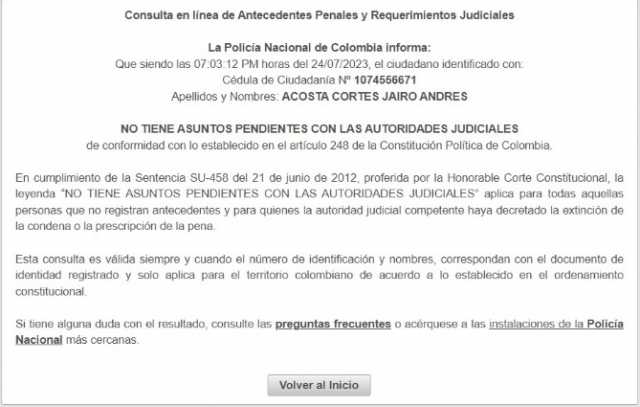 Consulta en línea de Antecedentes Penales y Requerimientos Judiciales
La Policía Nacional de Colombia informa:
Que siendo las 07:03:12 PM horas del 24/07/2023, el ciudadano identificado con:
Cédula de Ciudadanía Nº 1074556671
Apellidos y Nombres: ACOSTA CORTES JAIRO ANDRES
NO TIENE ASUNTOS PENDIENTES CON LAS AUTORIDADES JUDICIALES
de conformidad con lo establecido en el artículo 248 de la Constitución Política de Colombia.
En cumplimiento de la Sentencia SU-458 del 21 de junio de 2012, proferida por la Honorable Corte Constitucional, la
leyenda "NO TIENE ASUNTOS PENDIENTES CON LAS AUTORIDADES JUDICIALES" aplica para todas aquellas
personas que no registran antecedentes y para quienes la autoridad judicial competente haya decretado la extinción de
la condena o la prescripción de la pena.
Esta consulta es válida siempre y cuando el número de identificación y nombres, correspondan con el documento de
identidad registrado y solo aplica para el territorio colombiano de acuerdo a lo establecido en el ordenamiento
constitucional.
Si tiene alguna duda con el resultado, consulte las preguntas frecuentes o acérquese a las instalaciones de la Policía
Nacional más cercanas.
Volver al Inicio